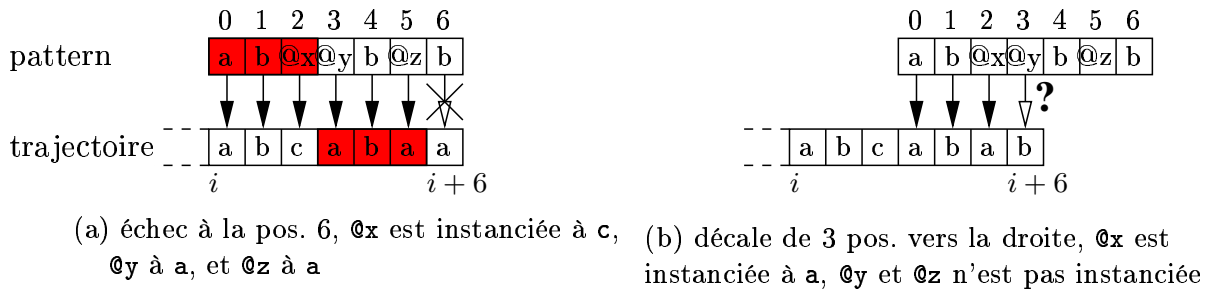 0 1 2 3 4 5 6
pattern a b @x @y b @z b
trajectoire a b c a b a a
i i + 6
(a) échec à la pos. 6, @x est instanciée à c,
@y à a, et @z à a
0 1 2 3 4 5 6
a b @x @y b @z b
?
a b c a b a b
i i + 6
(b) décale de 3 pos. vers la droite, @x est
instanciée à a, @y et @z n'est pas instanciée